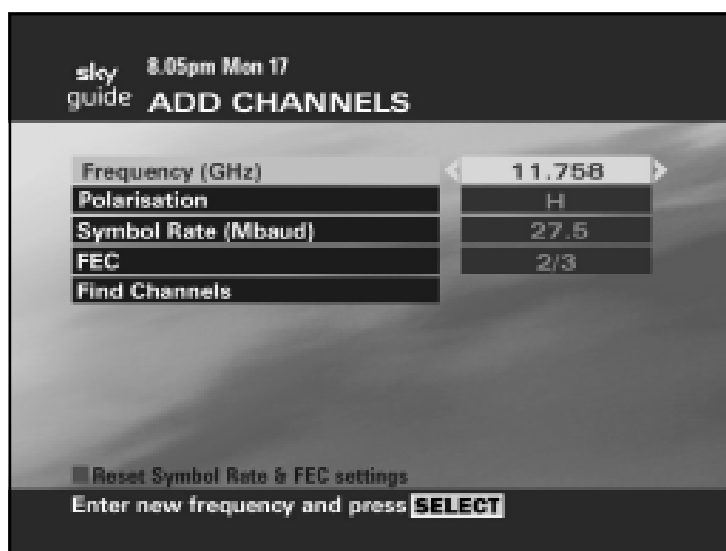 sky guide
8.05pm Mon 17
ADD CHANNELS
Frequency (GHz) 11.758
Polarisation H
Symbol Rate (Mbaud) 27.5
FEC 2/3
Find Channels
Reset Symbol Rate & FEC settings
Enter new frequency and press SELECT